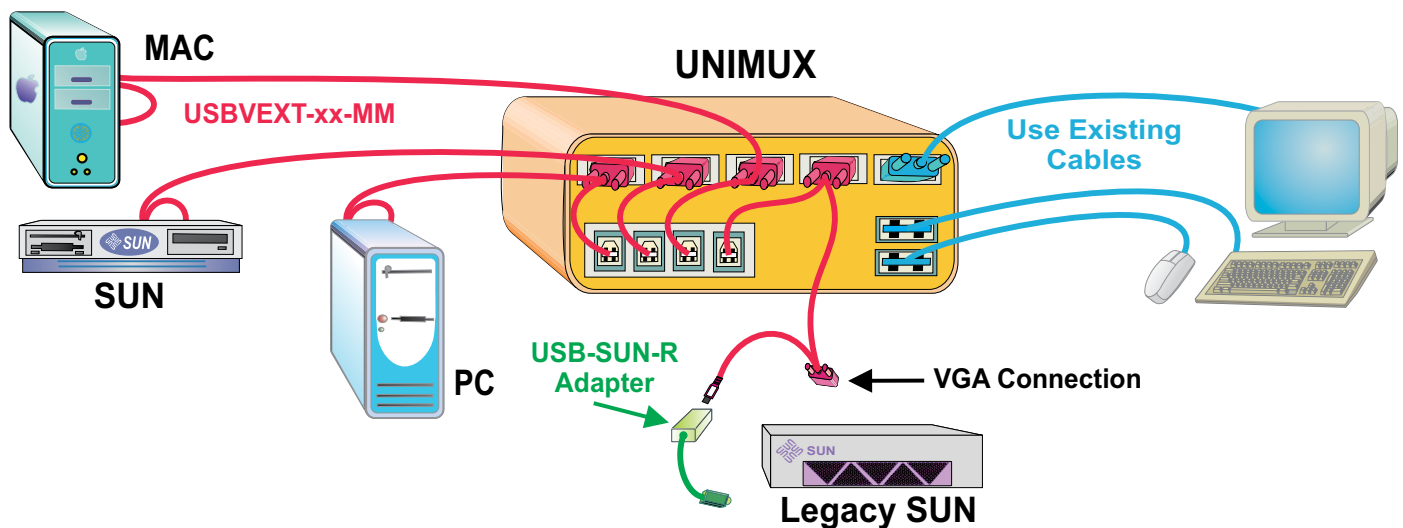 MAC
UNIMUX
USBVEXT-xx-MM
Use Existing
Cables
SUN
SUN
PC
USB-SUN-R
Adapter
VGA Connection
SUN
Legacy SUN